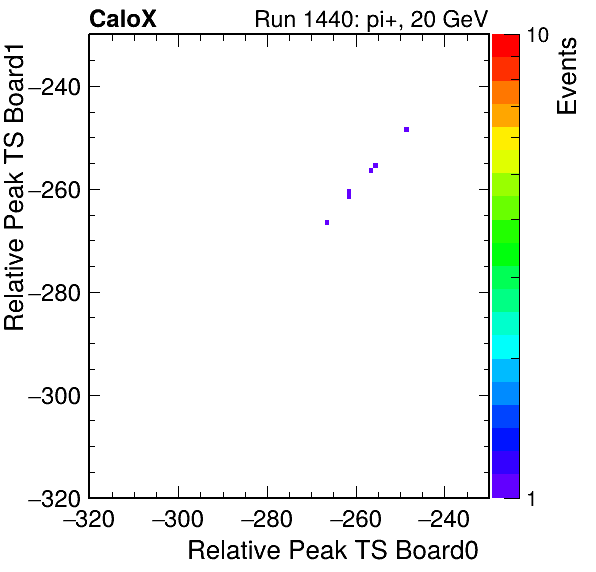 CaloX Run 1440: pi+, 20 GeV
Relative Peak TS Board1
−240
−260
−280
−300
−320
−320 −300 −280 −260 −240
Relative Peak TS Board0
10
1
Events